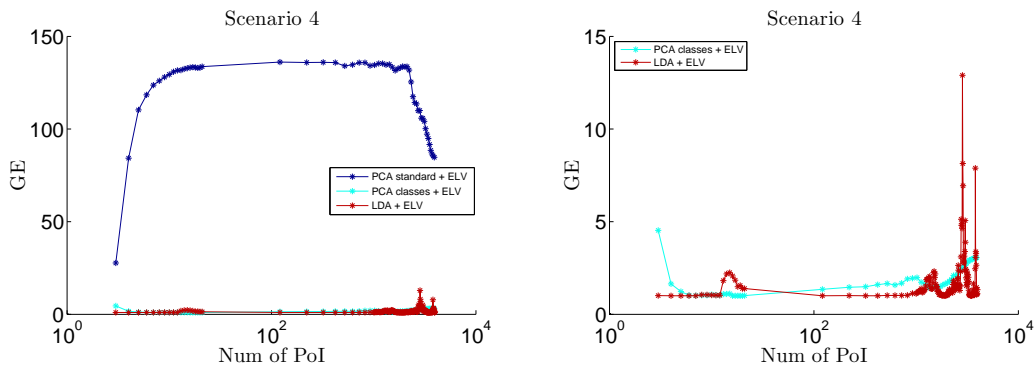 Scenario 4
150
100
50
0
GE
10^0
10^2
10^4
Num of PoI
PCA standard + ELV
PCA classes + ELV
LDA + ELV
Scenario 4
15
10
5
0
GE
10^0
10^2
10^4
Num of PoI
PCA classes + ELV
LDA + ELV